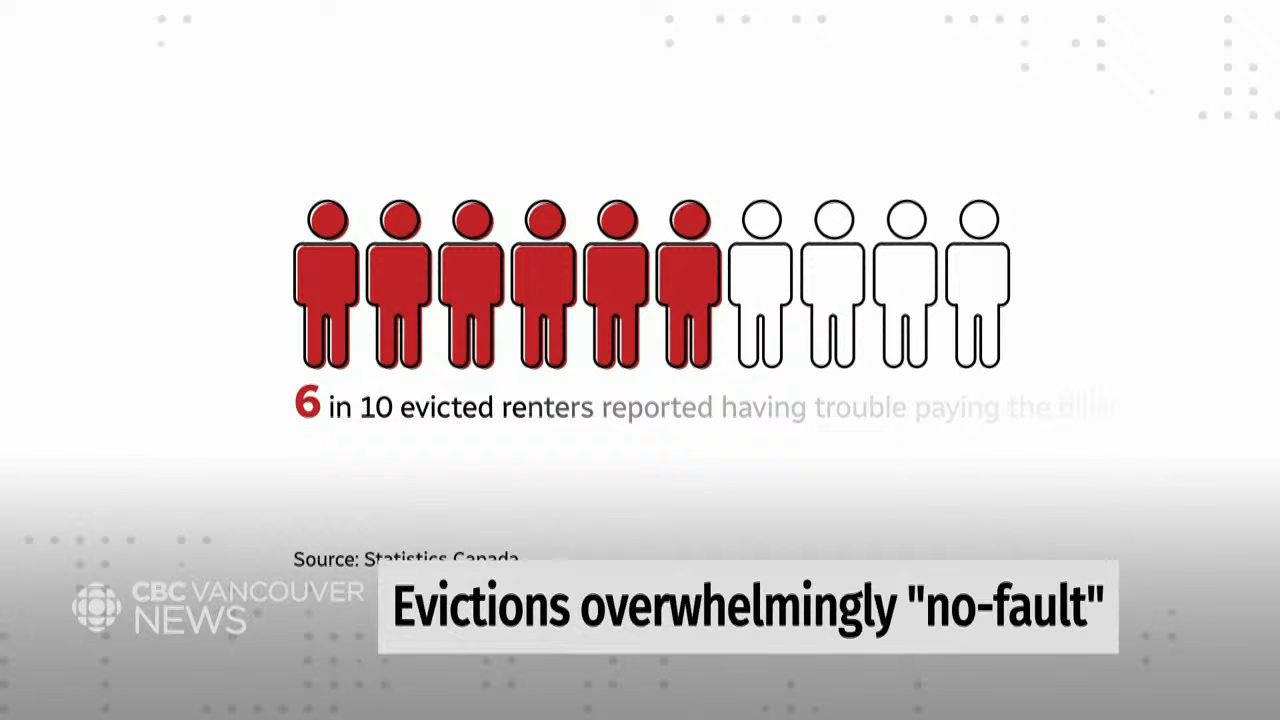 6 in 10 evicted renters reported having trouble paying the
Source: Statistics Canada
CBC VANCOUVER
NEWS
Evictions overwhelmingly "no-fault"